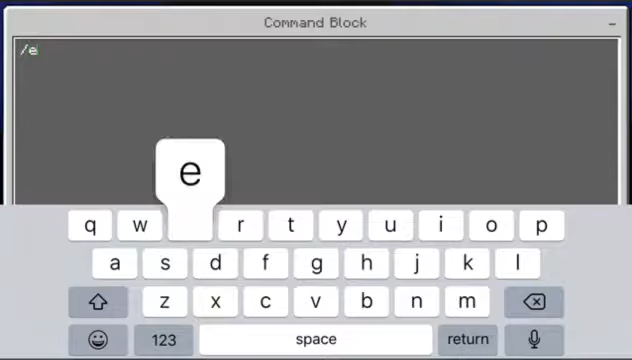 Command Block
/e
e
q w r t y u i o p
a s d f g h j k l
z x c v b n m
123 space return